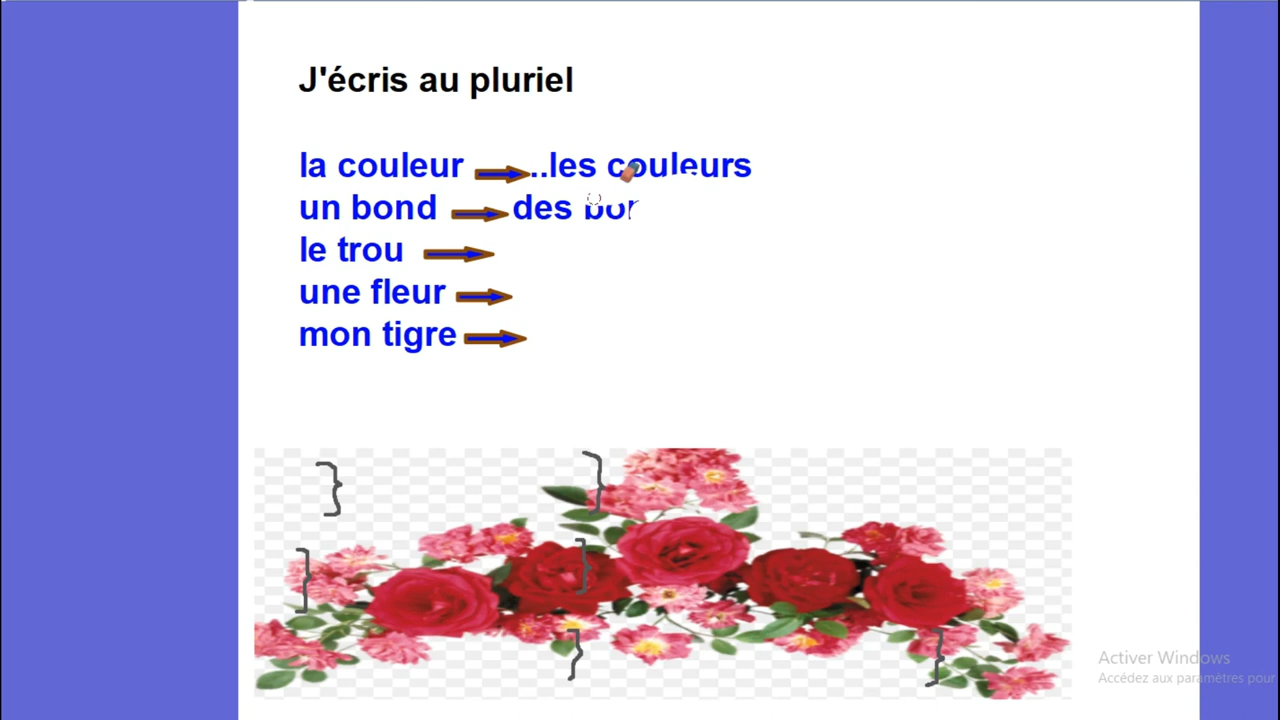 J'écris au pluriel
la couleur ..les couleurs
un bond des
le trou
une fleur
mon tigre
Activer Windows
Accédez aux paramètres pour